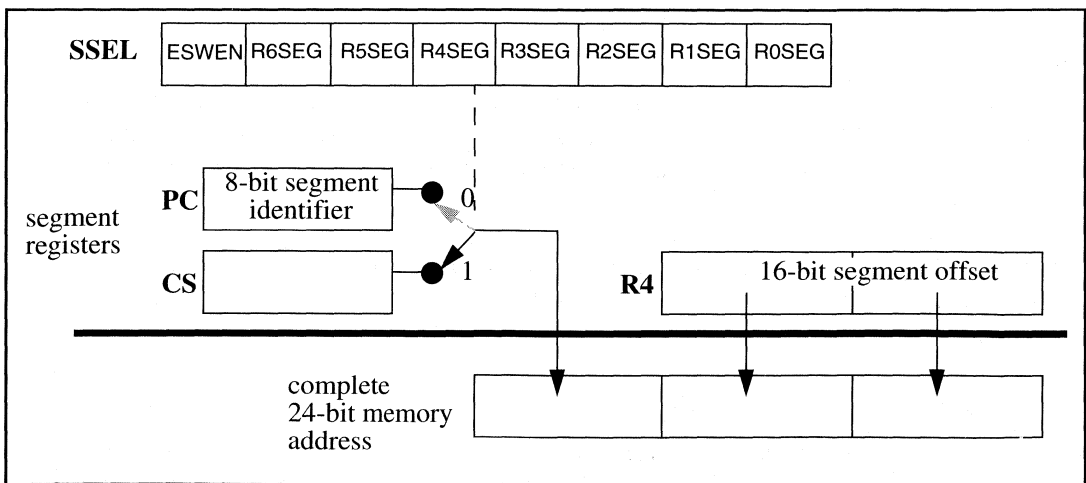 SSEL ESWEN R6SEG R5SEG R4SEG R3SEG R2SEG R1SEG R0SEG
PC
8-bit segment
identifier
0
segment
registers
CS
1
R4
16-bit segment offset
complete
24-bit memory
address